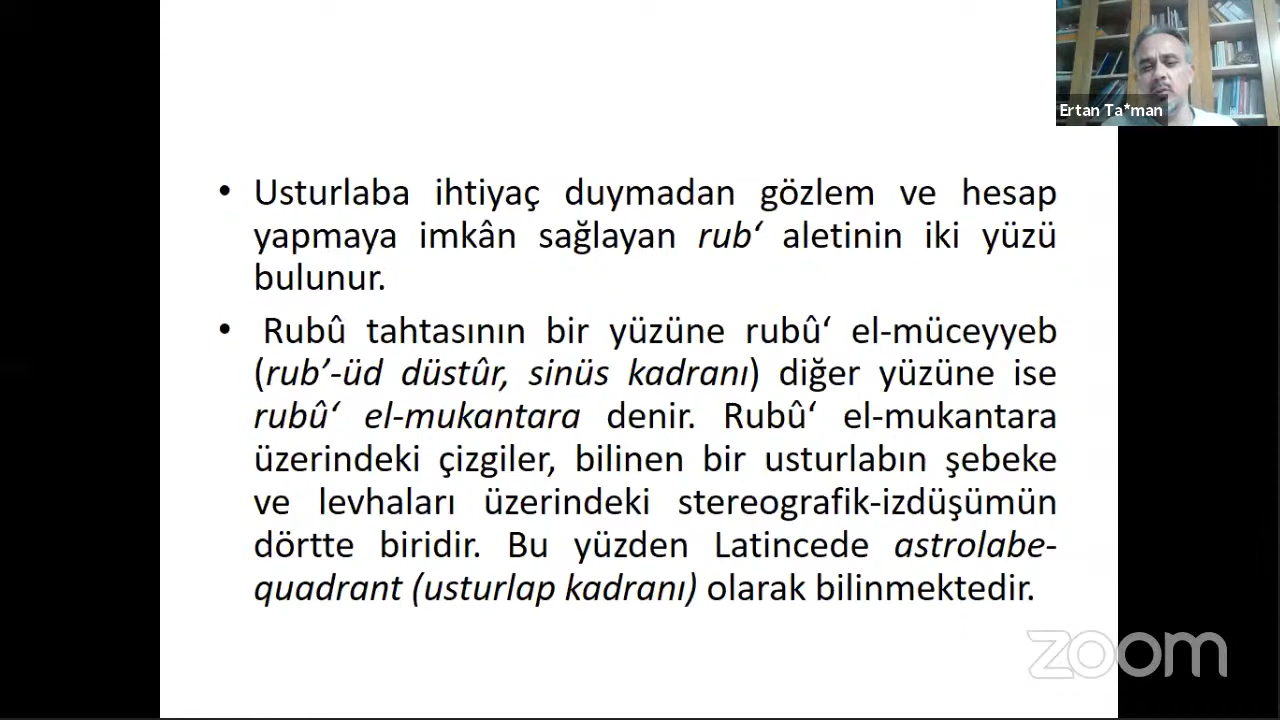 Ertan Ta*man
• Usturlaba ihtiyaç duymadan gözlem ve hesap
yapmaya imkân sağlayan rub‘ aletinin iki yüzü
bulunur.
• Rubû tahtasının bir yüzüne rubû‘ el-müceyyeb
(rub’-üd düstûr, sinüs kadranı) diğer yüzüne ise
rubû‘ el-mukantara denir. Rubû‘ el-mukantara
üzerindeki çizgiler, bilinen bir usturlabın şebeke
ve levhaları üzerindeki stereografik-izdüşümün
dörtte biridir. Bu yüzden Latincede astrolabe-
quadrant (usturlap kadranı) olarak bilinmektedir.
zoom